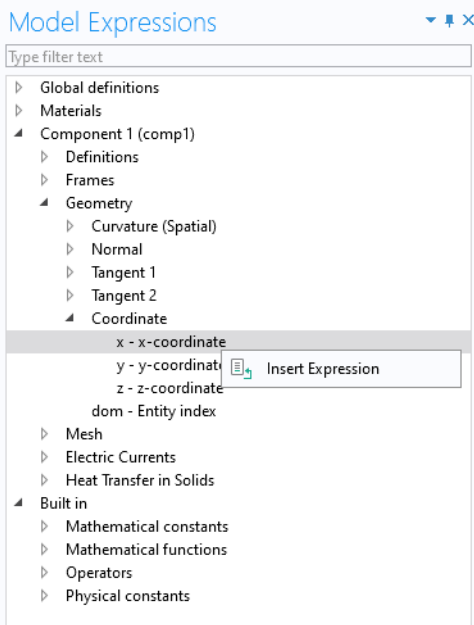 Model Expressions
Type filter text
Global definitions
Materials
Component 1 (comp1)
Definitions
Frames
Geometry
Curvature (Spatial)
Normal
Tangent 1
Tangent 2
Coordinate
x - x-coordinate
y - y-coordinate
Insert Expression
z - z-coordinate
dom - Entity index
Mesh
Electric Currents
Heat Transfer in Solids
Built in
Mathematical constants
Mathematical functions
Operators
Physical constants